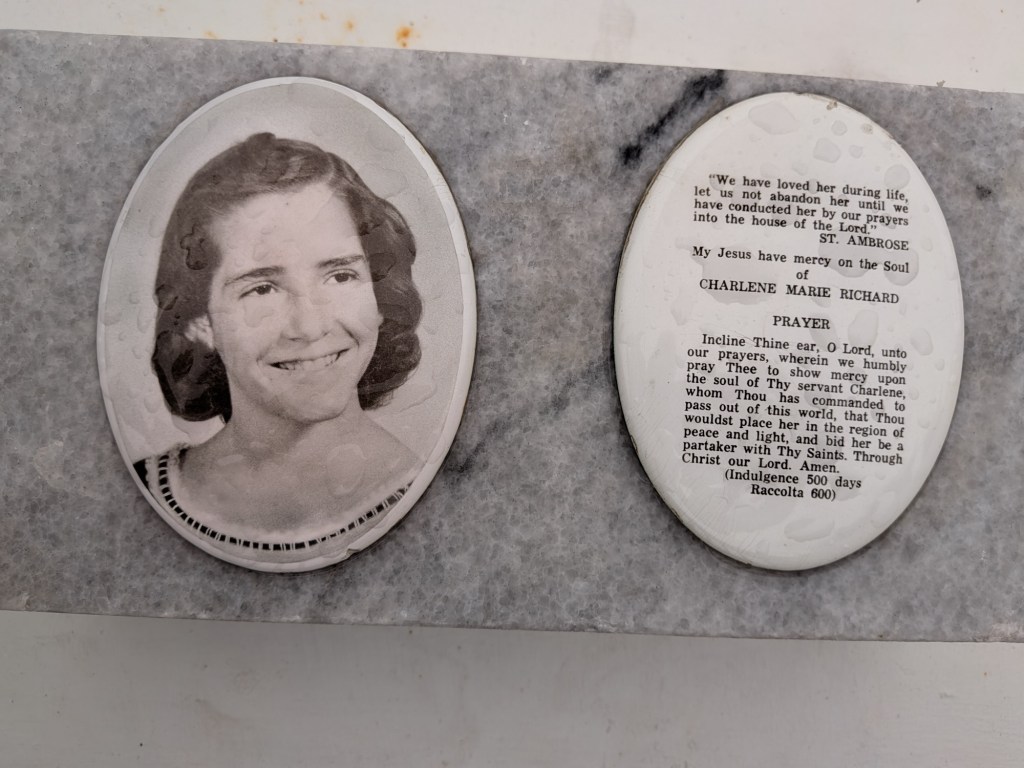 "We have loved her during life,
let us not abandon her until we
have conducted her by our prayers
into the house of the Lord."
ST. AMBROSE
My Jesus have mercy on the Soul
of
CHARLENE MARIE RICHARD
PRAYER
Incline Thine ear, O Lord, unto
our prayers, wherein we humbly
pray Thee to show mercy upon
the soul of Thy servant Charlene,
whom Thou has commanded to
pass out of this world, that Thou
wouldst place her in the region of
peace and light, and bid her be a
partaker with Thy Saints. Through
Christ our Lord. Amen.
(Indulgence 500 days
Raccolta 600)